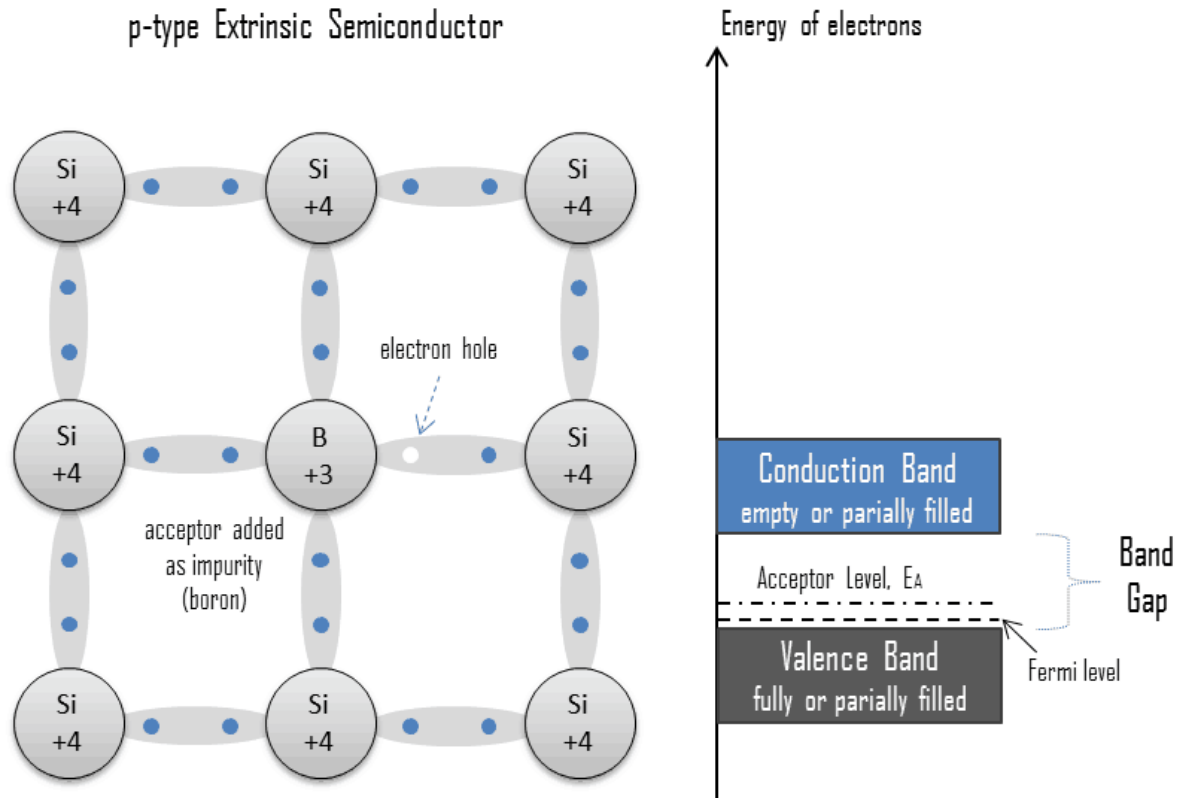 p-type Extrinsic Semiconductor
Energy of electrons
Si
+4
Si
+4
Si
+4
electron hole
Si
+4
B
+3
Si
+4
acceptor added
as impurity
(boron)
Si
+4
Si
+4
Si
+4
Conduction Band
empty or parially filled
Acceptor Level, EA
Band
Gap
Valence Band
fully or parially filled
Fermi level